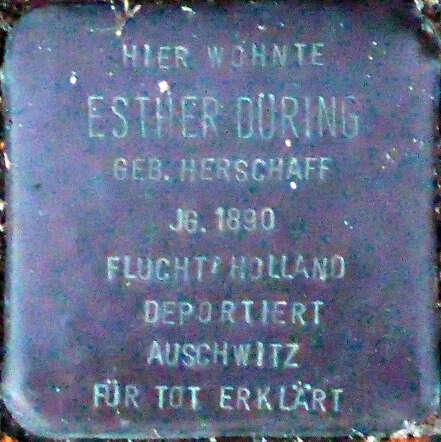 HIER WOHNTE
ESTHER DÜRING
GEB. HERSCHAFF
JG. 1890
FLUCHT HOLLAND
DEPORTIERT
AUSCHWITZ
FÜR TOT ERKLÄRT